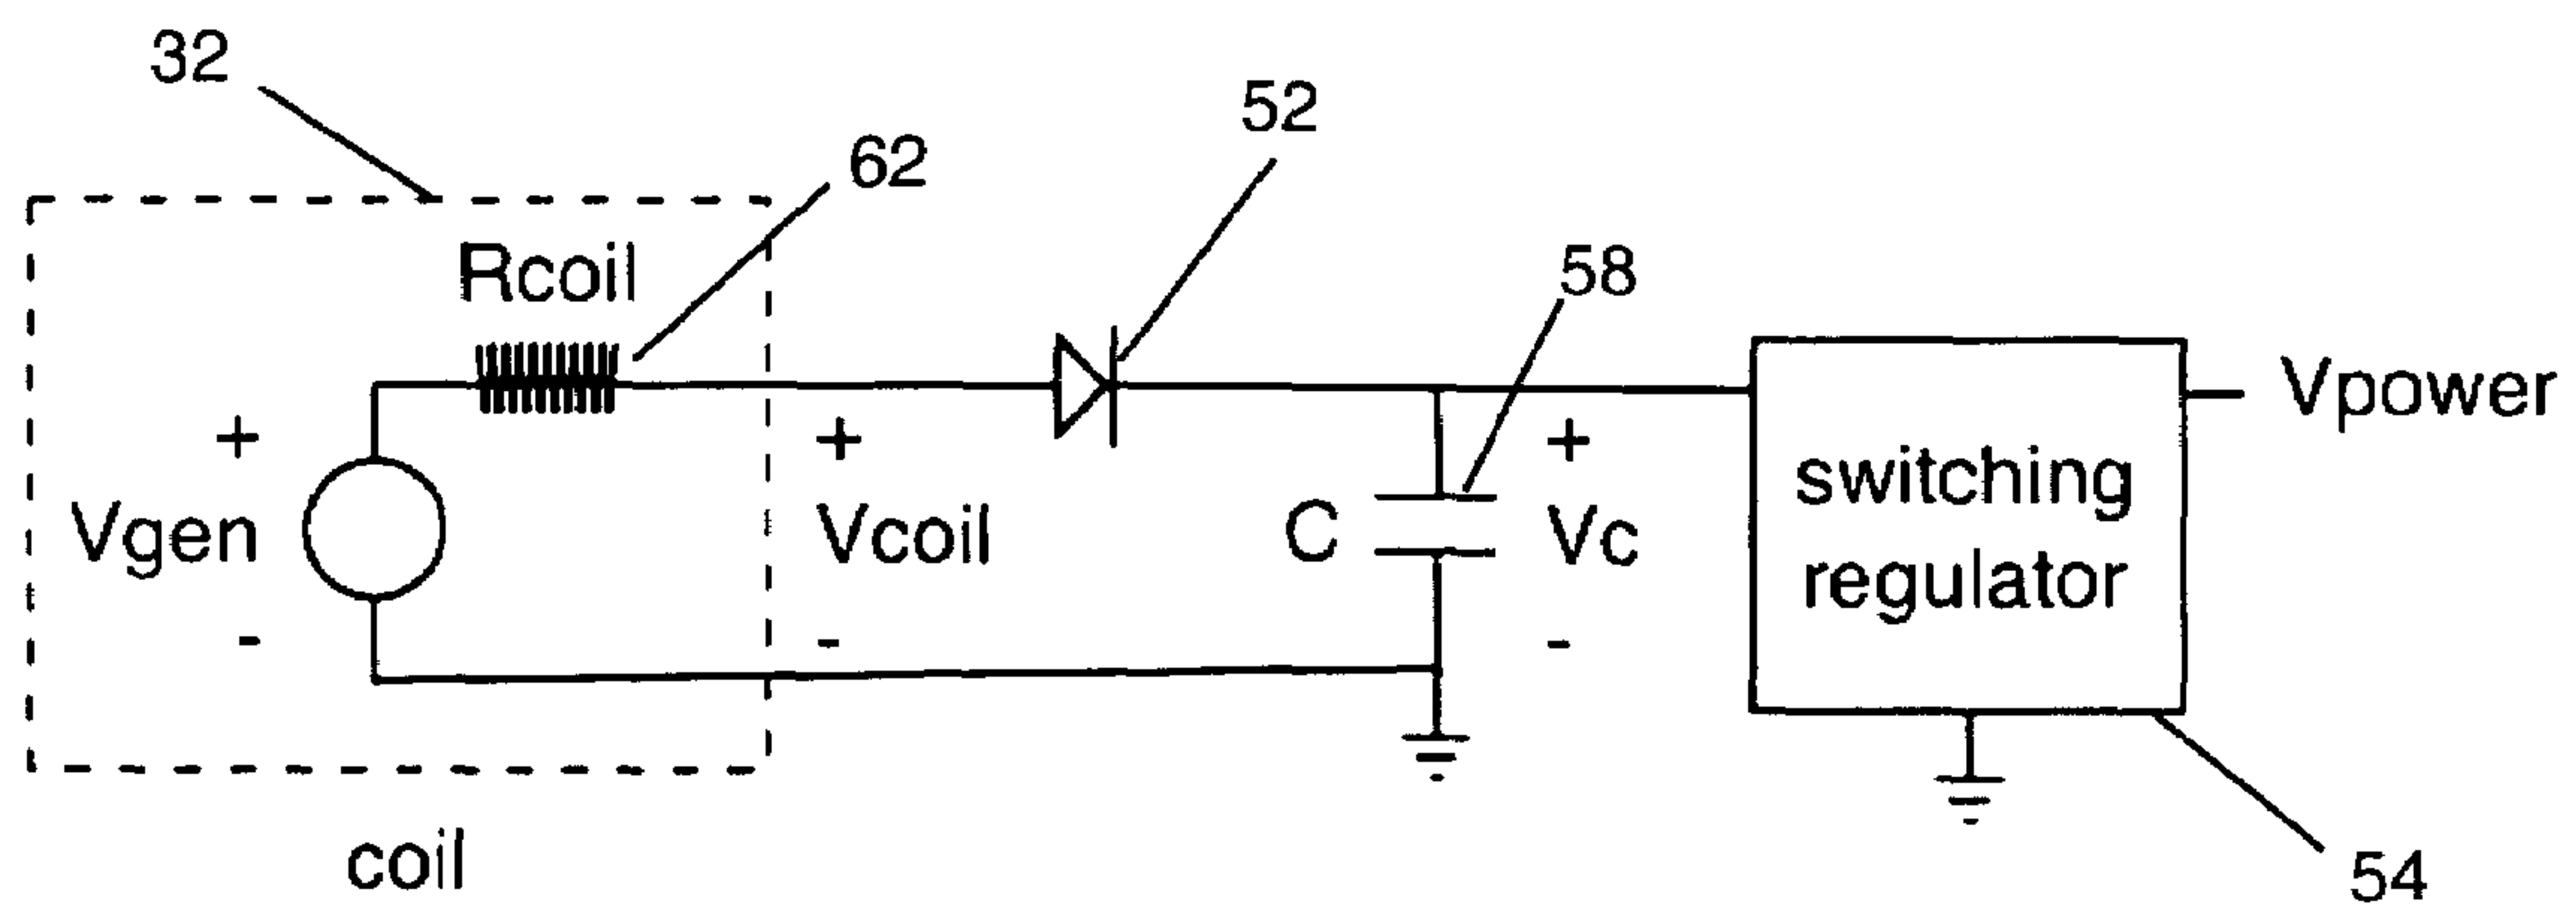 32
52
62
Rcoil
58
+
+
+
Vpower
Vgen
Vcoil
C
Vc
switching
regulator
-
-
-
coil
54